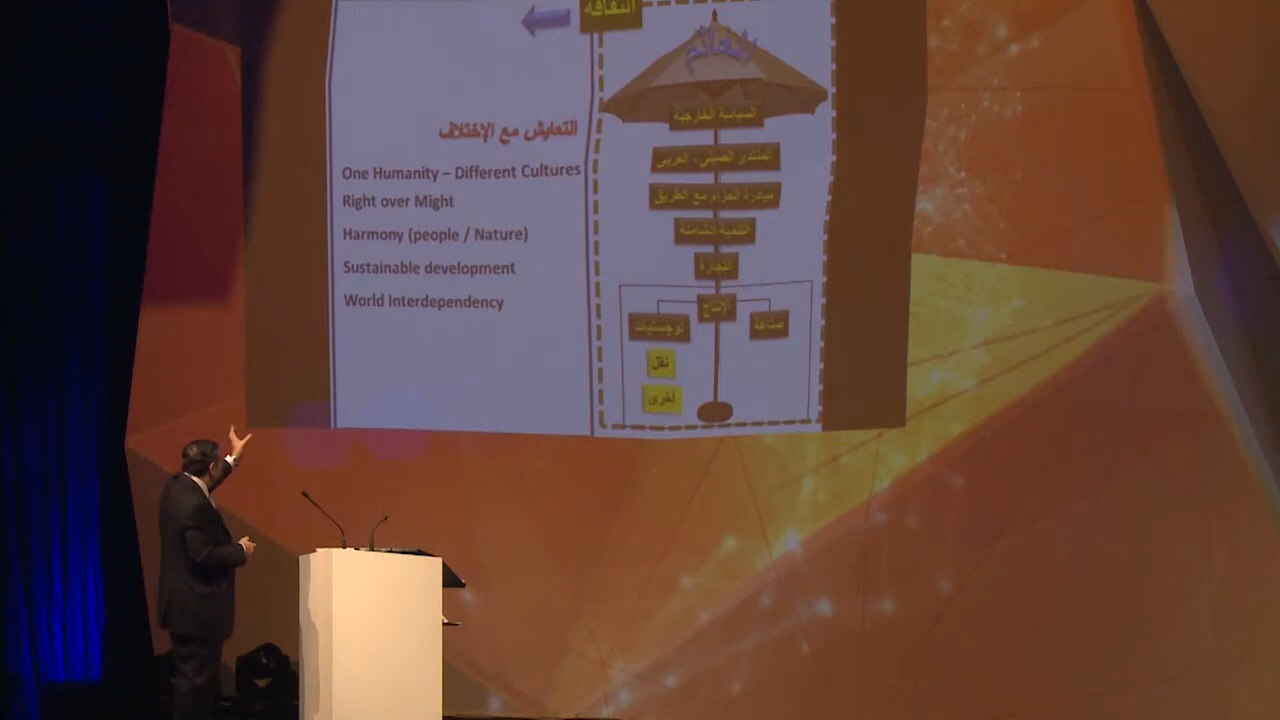 الثقافة
العالم
السياسة الخارجية
التعايش مع الإختلاف
المنتدى الصيني - العربي
One Humanity – Different Cultures
مبادرة الحزام مع الطريق
Right over Might
التنمية الشاملة
Harmony (people / Nature)
التجارة
Sustainable development
الإنتاج
World Interdependency
صناعة
لوجستيات
نقل
أخرى